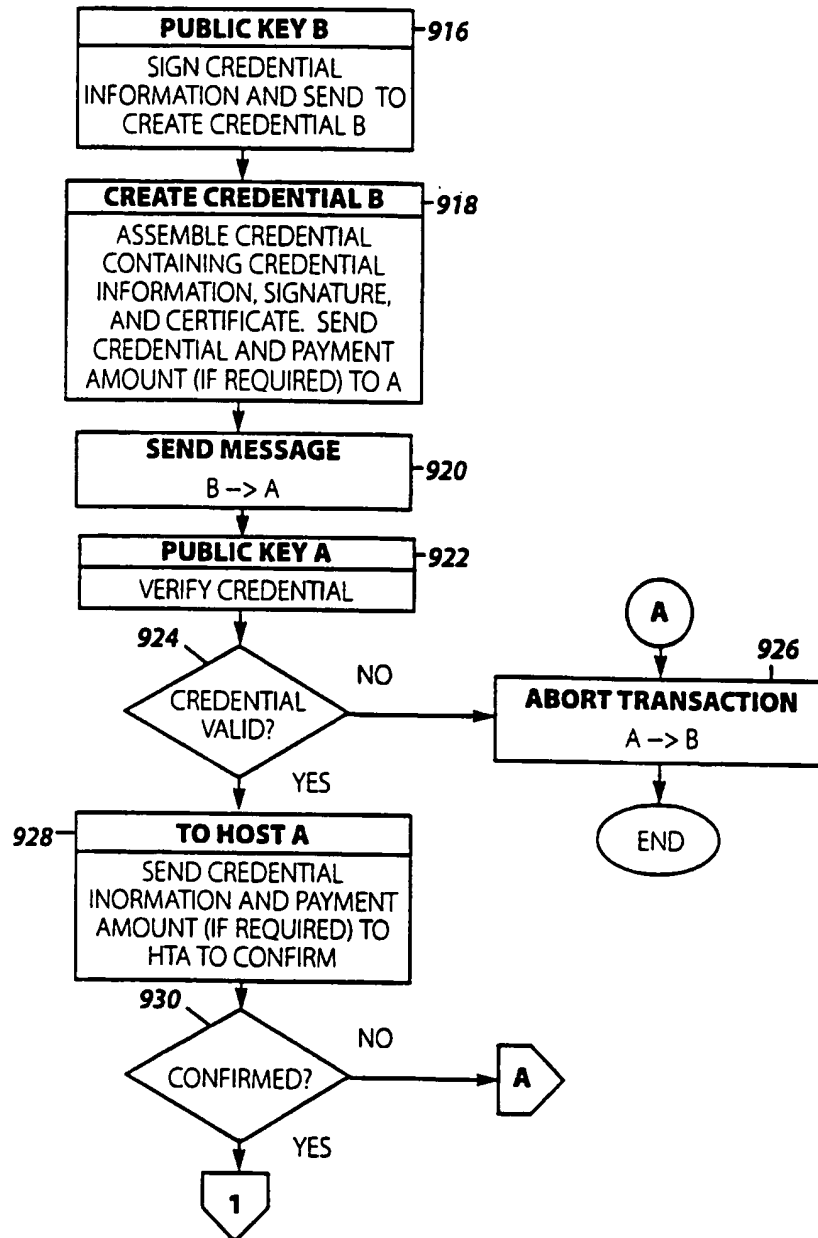 PUBLIC KEY B
916
SIGN CREDENTIAL
INFORMATION AND SEND TO
CREATE CREDENTIAL B
CREATE CREDENTIAL B
918
ASSEMBLE CREDENTIAL
CONTAINING CREDENTIAL
INFORMATION, SIGNATURE,
AND CERTIFICATE. SEND
CREDENTIAL AND PAYMENT
AMOUNT (IF REQUIRED) TO A
SEND MESSAGE
920
B --> A
PUBLIC KEY A
922
VERIFY CREDENTIAL
924
CREDENTIAL
VALID?
NO
YES
A
926
ABORT TRANSACTION
A --> B
END
928
TO HOST A
SEND CREDENTIAL
INORMATION AND PAYMENT
AMOUNT (IF REQUIRED) TO
HTA TO CONFIRM
930
CONFIRMED?
NO
A
YES
1